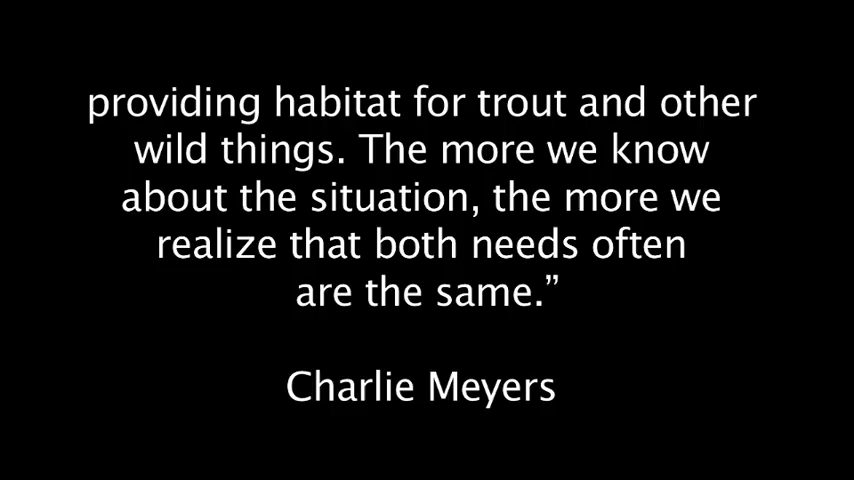 providing habitat for trout and other
wild things. The more we know
about the situation, the more we
realize that both needs often
are the same.”
Charlie Meyers